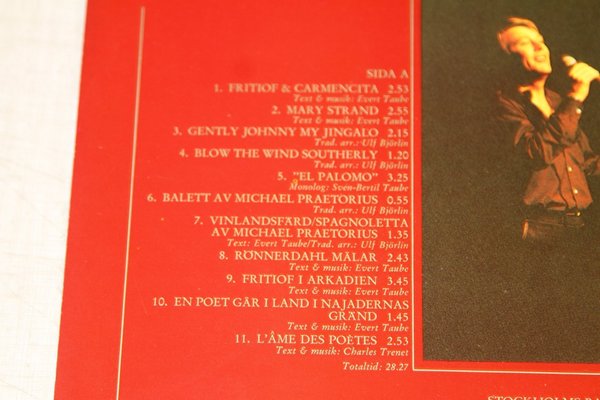 SIDA A
1. FRITIOF & CARMENCITA 2.53
Text & musik: Evert Taube
2. MARY STRAND 2.55
Text & musik: Evert Taube
3. GENTLY JOHNNY MY JINGALO 2.15
Trad. arr.: Ulf Björlin
4. BLOW THE WIND SOUTHERLY 1.20
Trad. arr.: Ulf Björlin
5. "EL PALOMO" 3.25
Monolog: Sven-Bertil Taube
6. BALETT AV MICHAEL PRAETORIUS 0.55
Trad. arr.: Ulf Björlin
7. VINLANDSFÄRD/SPAGNOLETTA
AV MICHAEL PRAETORIUS 1.35
Text: Evert Taube/Trad. arr.: Ulf Björlin
8. RÖNNERDAHL MÅLAR 2.43
Text & musik: Evert Taube
9. FRITIOF I ARKADIEN 3.45
Text & musik: Evert Taube
10. EN POET GÅR I LAND I NAJADERNAS
GRÄND 1.45
Text & musik: Evert Taube
11. L'ÂME DES POÈTES 2.53
Text & musik: Charles Trenet
Totaltid: 28.27